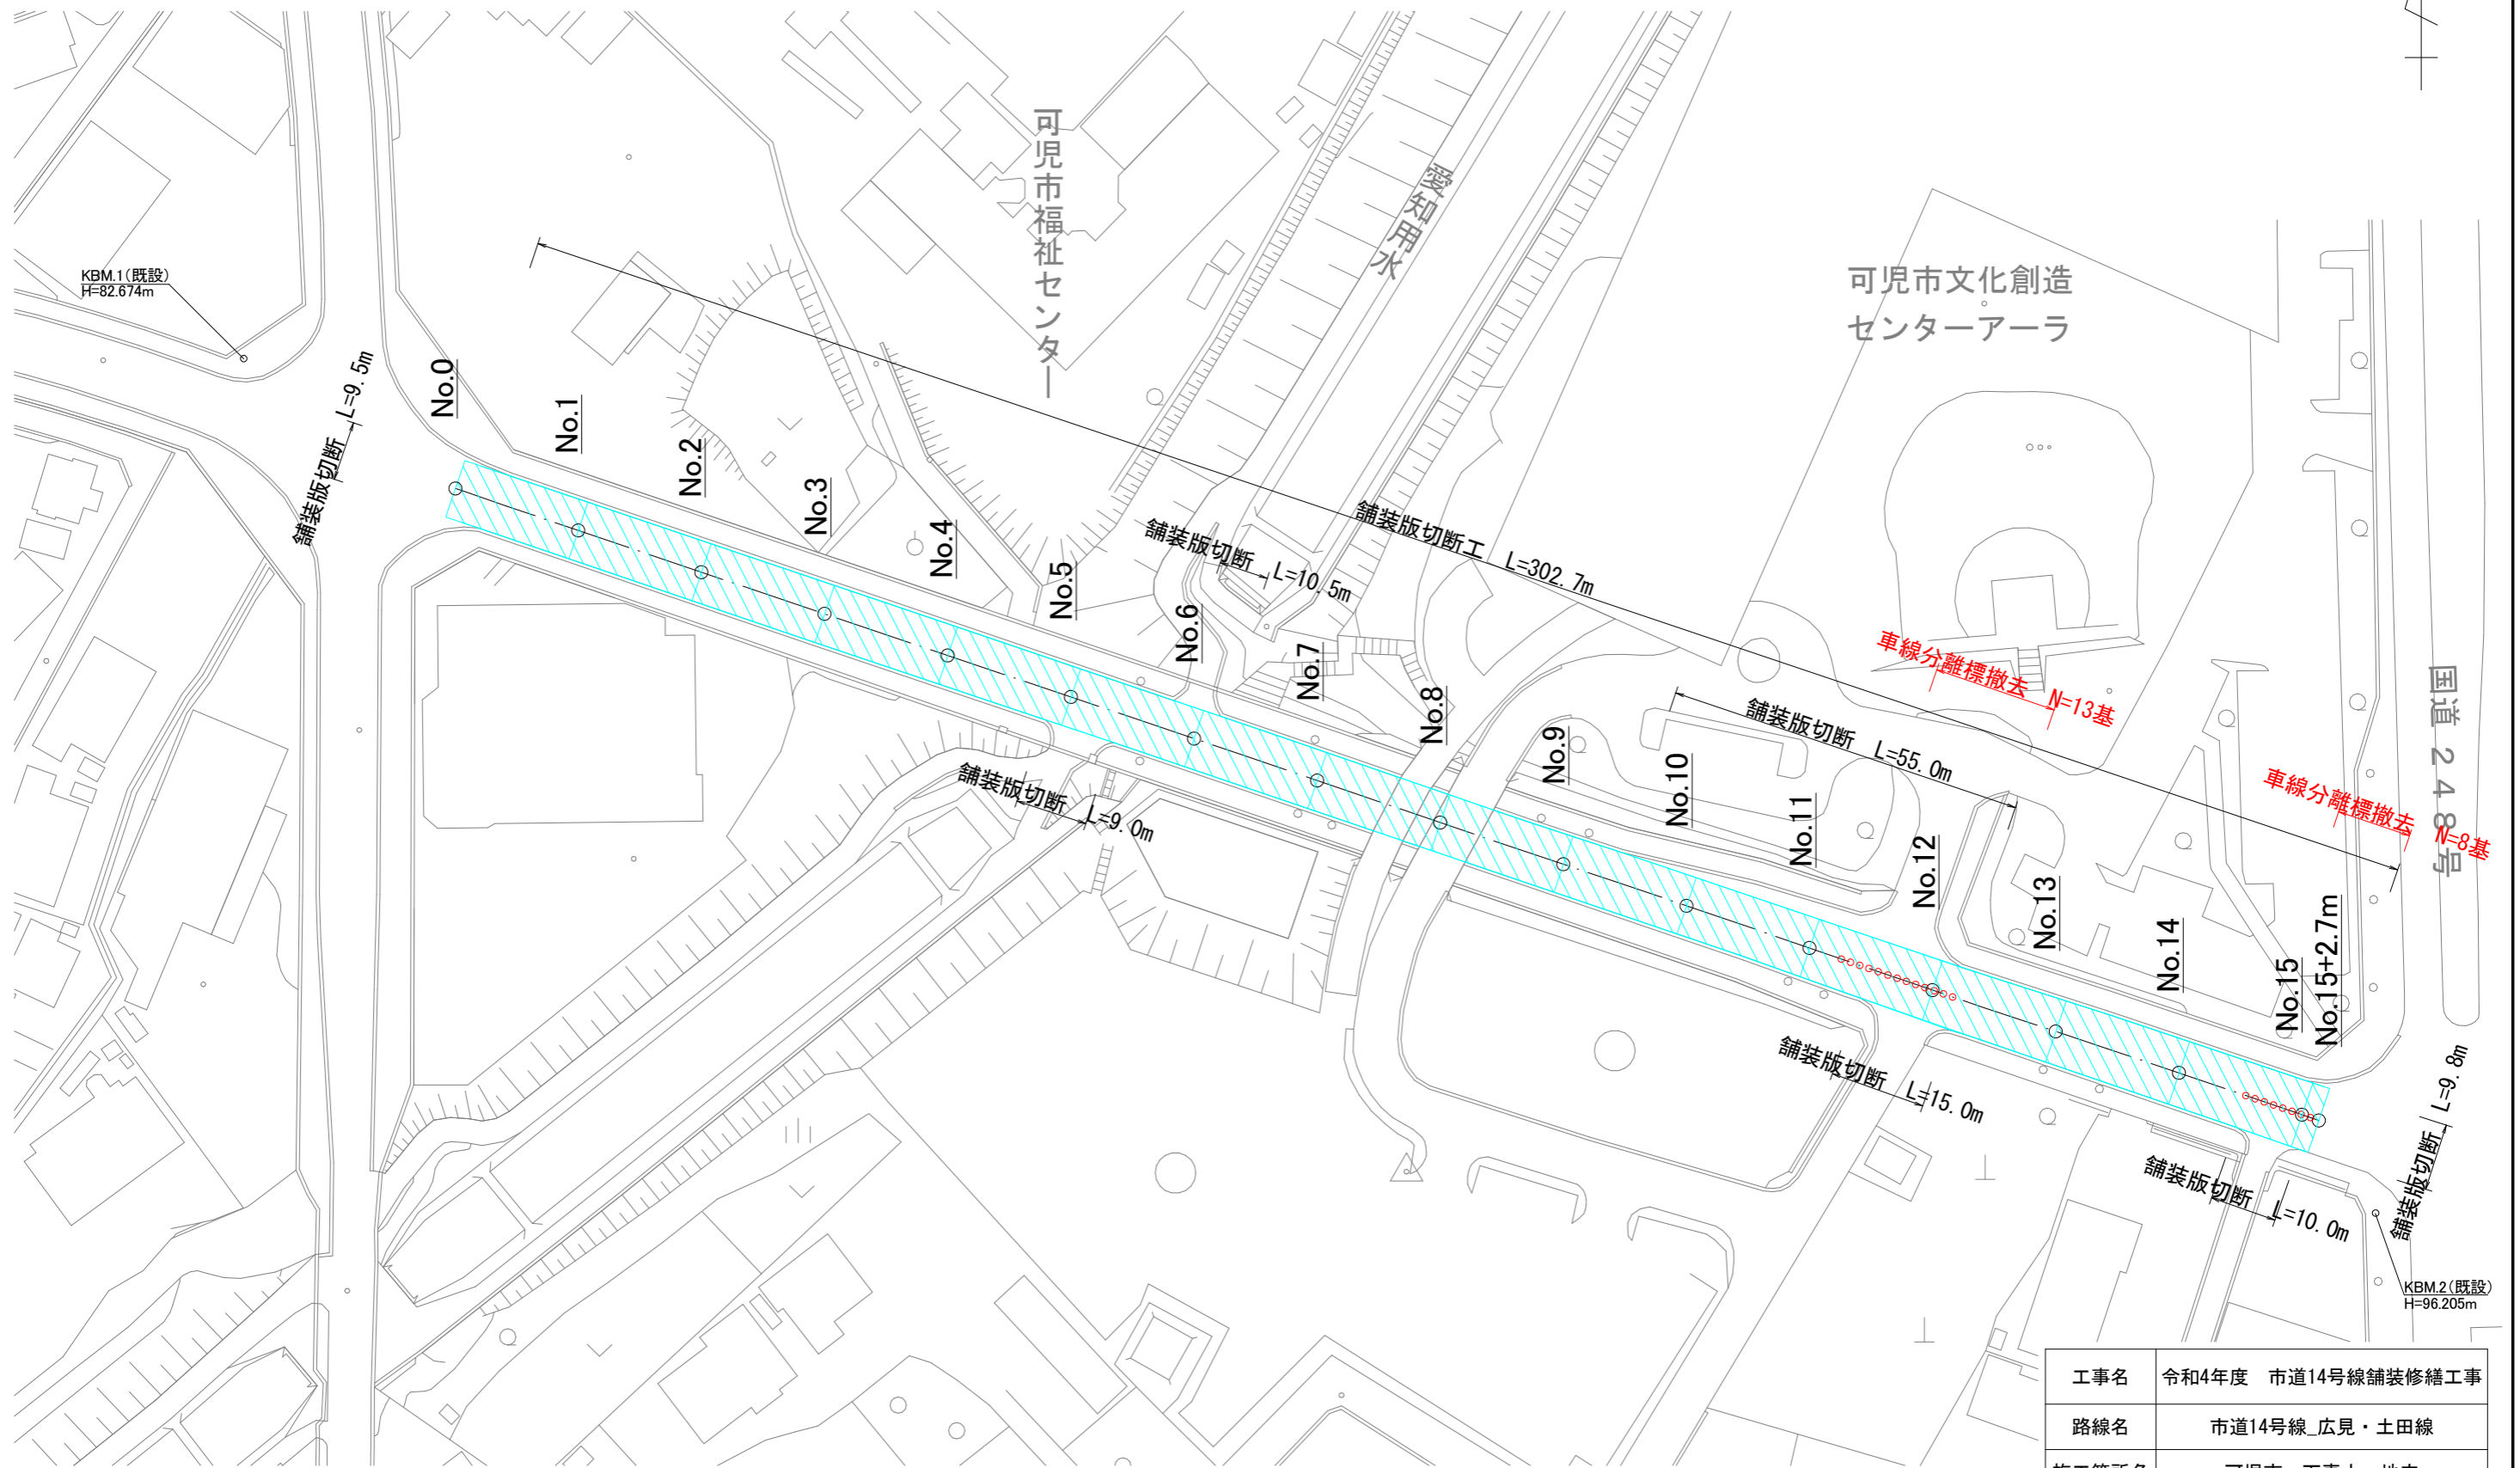 可児市福祉センター
愛知用水
可児市文化創造
センターアーラ
国道248号
KBM.1(既設)
H=82.674m
舗装版切断 L=9.5m
No.0
No.1
No.2
No.3
No.4
No.5
No.6
No.7
No.8
No.9
No.10
No.11
No.12
No.13
No.14
No.15
No.15+2.7m
舗装版切断 L=10.5m
舗装版切断工 L=302.7m
舗装版切断 L=9.0m
舗装版切断 L=55.0m
車線分離標撤去 N=13基
車線分離標撤去 N=8基
舗装版切断 L=15.0m
舗装版切断 L=10.0m
舗装版切断 L=9.8m
KBM.2(既設)
H=96.205m
工事名 令和4年度 市道14号線舗装修繕工事
路線名 市道14号線_広見・土田線